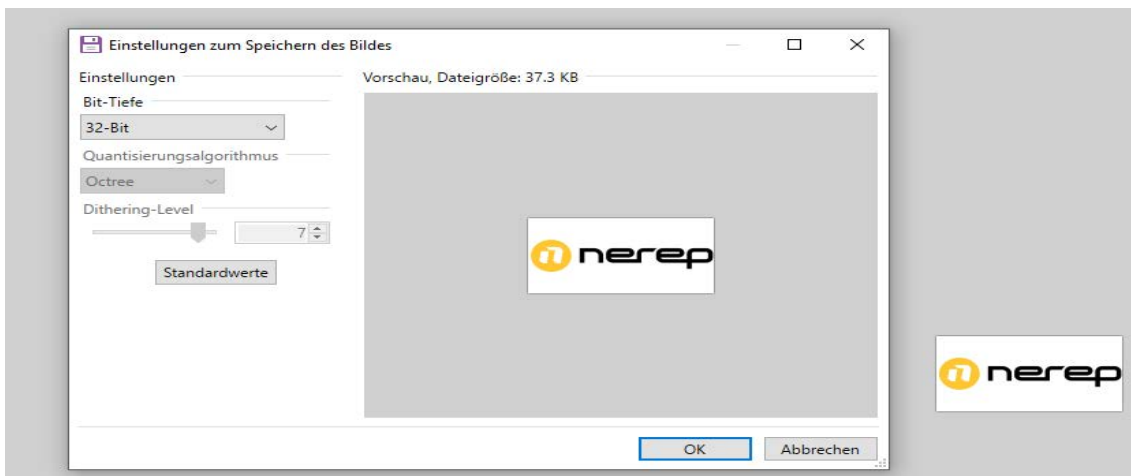 Einstellungen zum Speichern des Bildes
Einstellungen
Vorschau, Dateigröße: 37.3 KB
Bit-Tiefe
32-Bit
Quantisierungsalgorithmus
Octree
Dithering-Level
7
Standardwerte
nerep
nerep
OK
Abbrechen